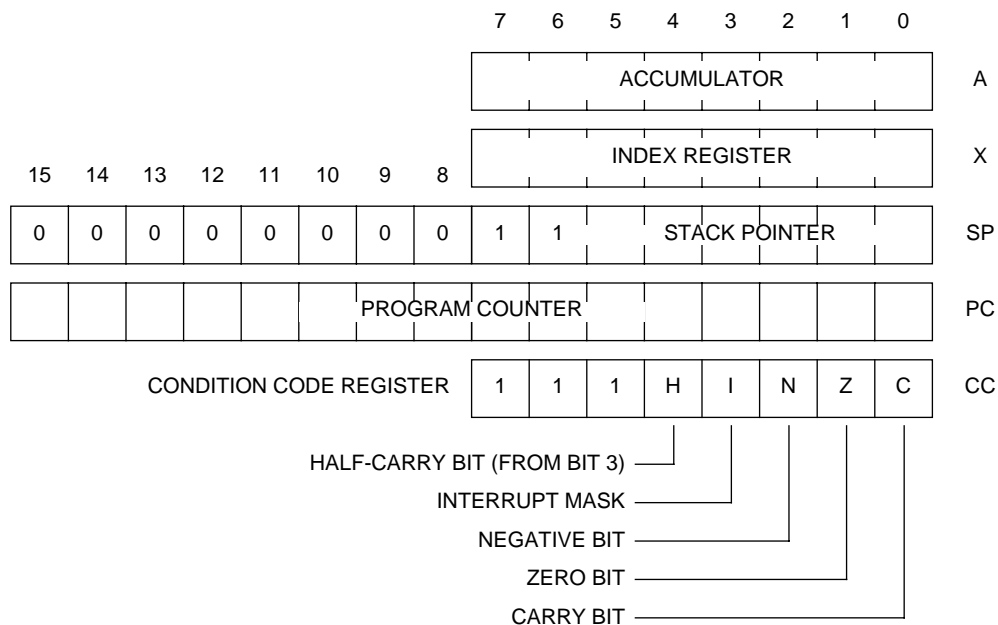 7 6 5 4 3 2 1 0
ACCUMULATOR A
INDEX REGISTER X
15 14 13 12 11 10 9 8
0 0 0 0 0 0 0 0 1 1 STACK POINTER SP
PROGRAM COUNTER PC
CONDITION CODE REGISTER 1 1 1 H I N Z C CC
HALF-CARRY BIT (FROM BIT 3)
INTERRUPT MASK
NEGATIVE BIT
ZERO BIT
CARRY BIT